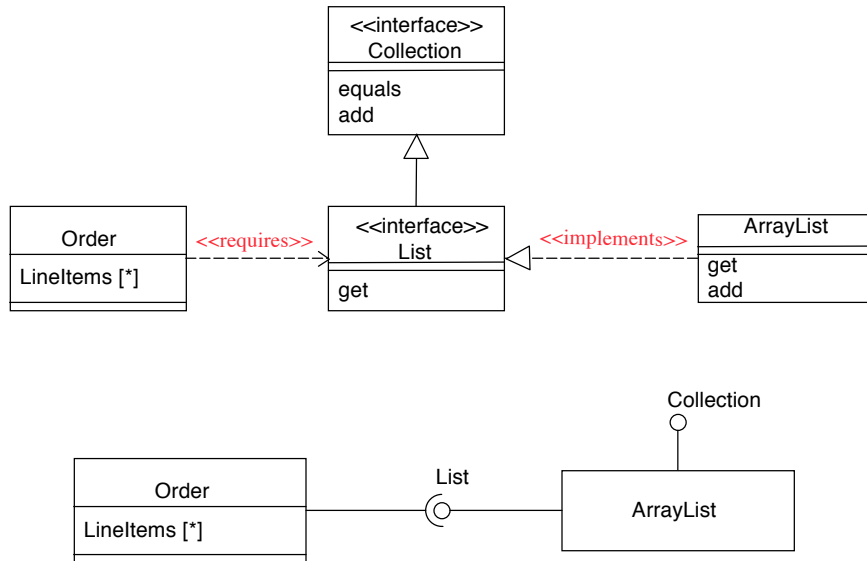 <<interface>>
Collection
equals
add
Order
LineItems [*]
<<requires>>
<<interface>>
List
get
<<implements>>
ArrayList
get
add
Collection
Order
LineItems [*]
List
ArrayList